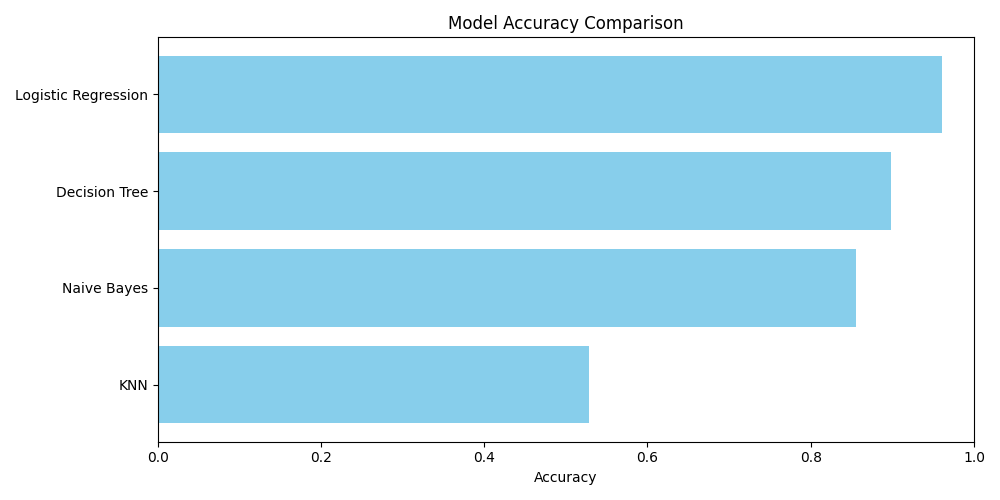 Model Accuracy Comparison
Logistic Regression
Decision Tree
Naive Bayes
KNN
0.0 0.2 0.4 0.6 0.8 1.0
Accuracy